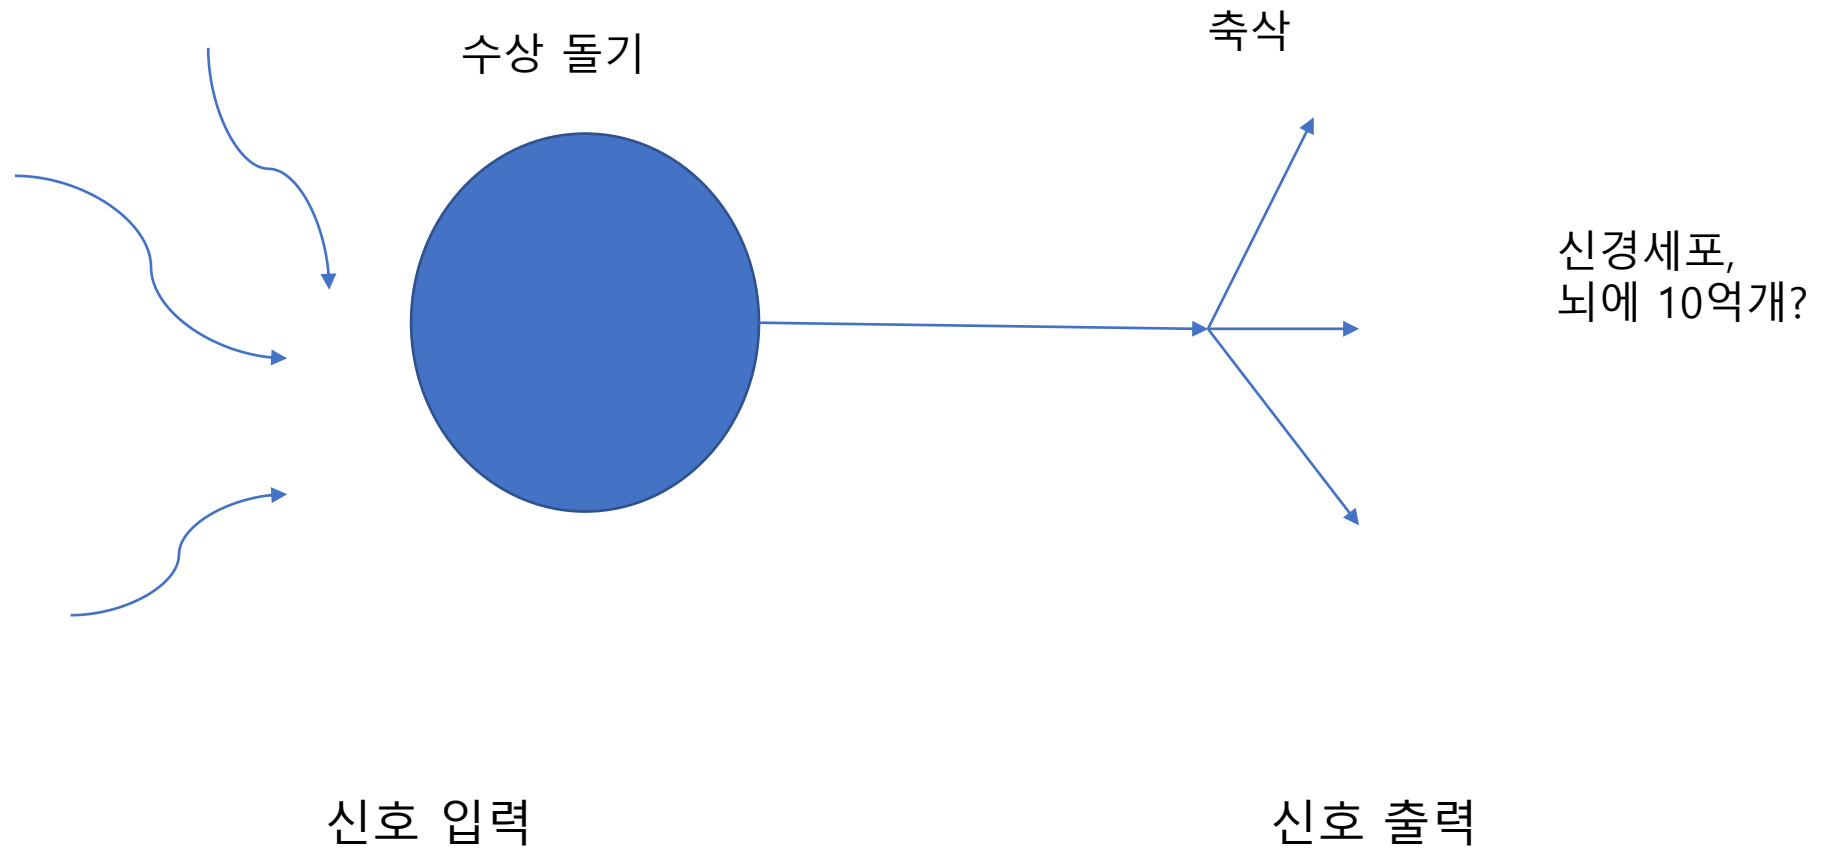 수상 돌기
축삭
신경세포,
뇌에 10억개?
신호 입력
신호 출력